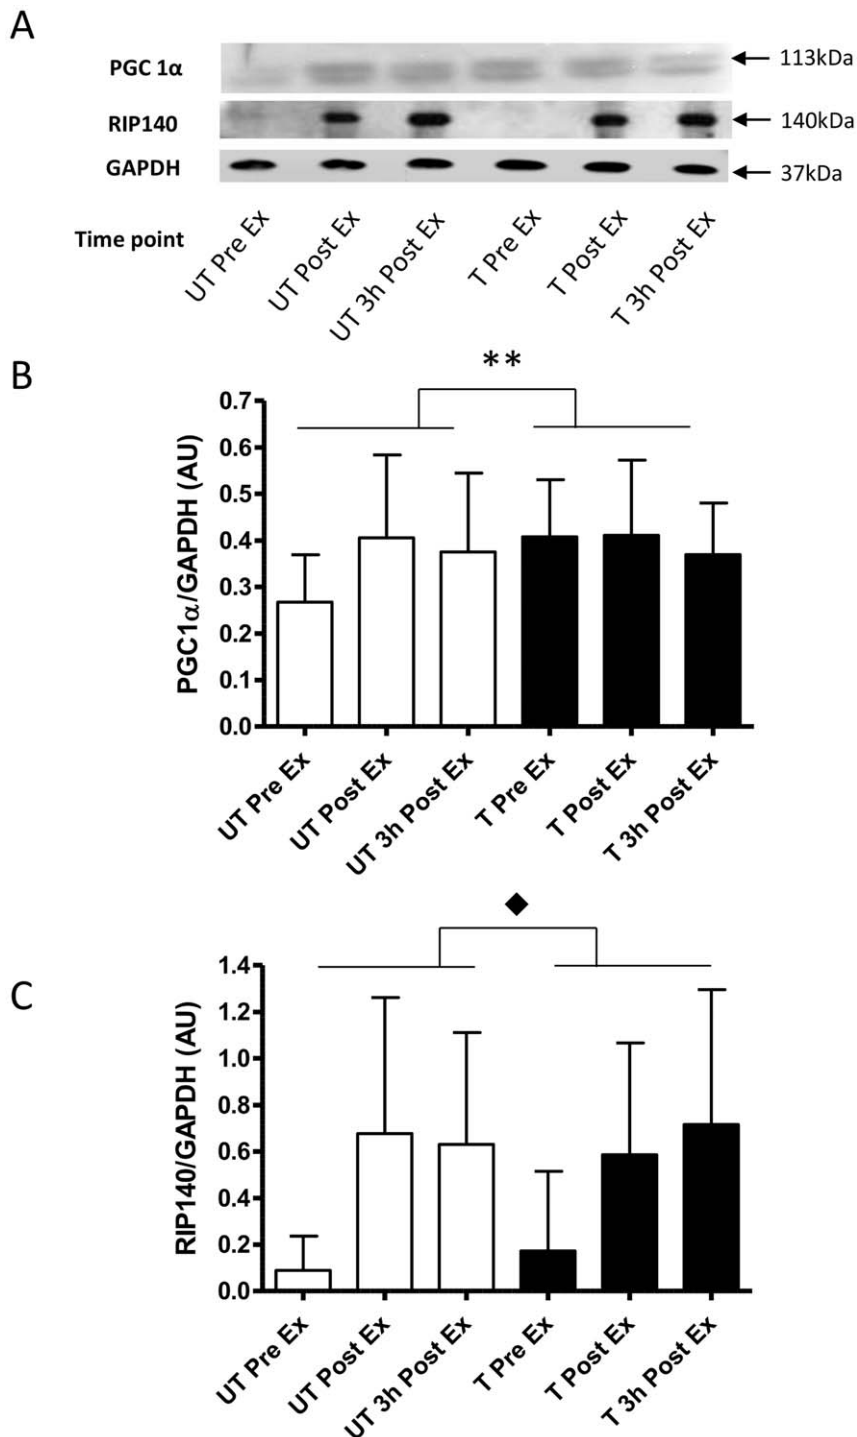 A
PGC 1α
113kDa
RIP140
140kDa
GAPDH
37kDa
Time point
UT Pre Ex
UT Post Ex
UT 3h Post Ex
T Pre Ex
T Post Ex
T 3h Post Ex
B
**
PGC1α/GAPDH (AU)
0.7
0.6
0.5
0.4
0.3
0.2
0.1
0.0
UT Pre Ex
UT Post Ex
UT 3h Post Ex
T Pre Ex
T Post Ex
T 3h Post Ex
C
◆
RIP140/GAPDH (AU)
1.4
1.2
1.0
0.8
0.6
0.4
0.2
0.0
UT Pre Ex
UT Post Ex
UT 3h Post Ex
T Pre Ex
T Post Ex
T 3h Post Ex